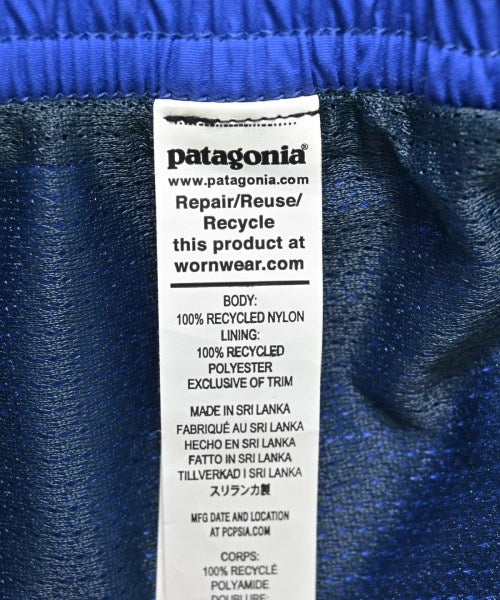 patagonia®
www.patagonia.com
Repair/Reuse/
Recycle
this product at
wornwear.com
BODY:
100% RECYCLED NYLON
LINING:
100% RECYCLED
POLYESTER
EXCLUSIVE OF TRIM
MADE IN SRI LANKA
FABRIQUÉ AU SRI LANKA
HECHO EN SRI LANKA
FATTO IN SRI LANKA
TILLVERKAD I SRI LANKA
スリランカ製
MFG DATE AND LOCATION
AT PCPSIA.COM
CORPS:
100% RECYCLÉ
POLYAMIDE
DOUBLURE: